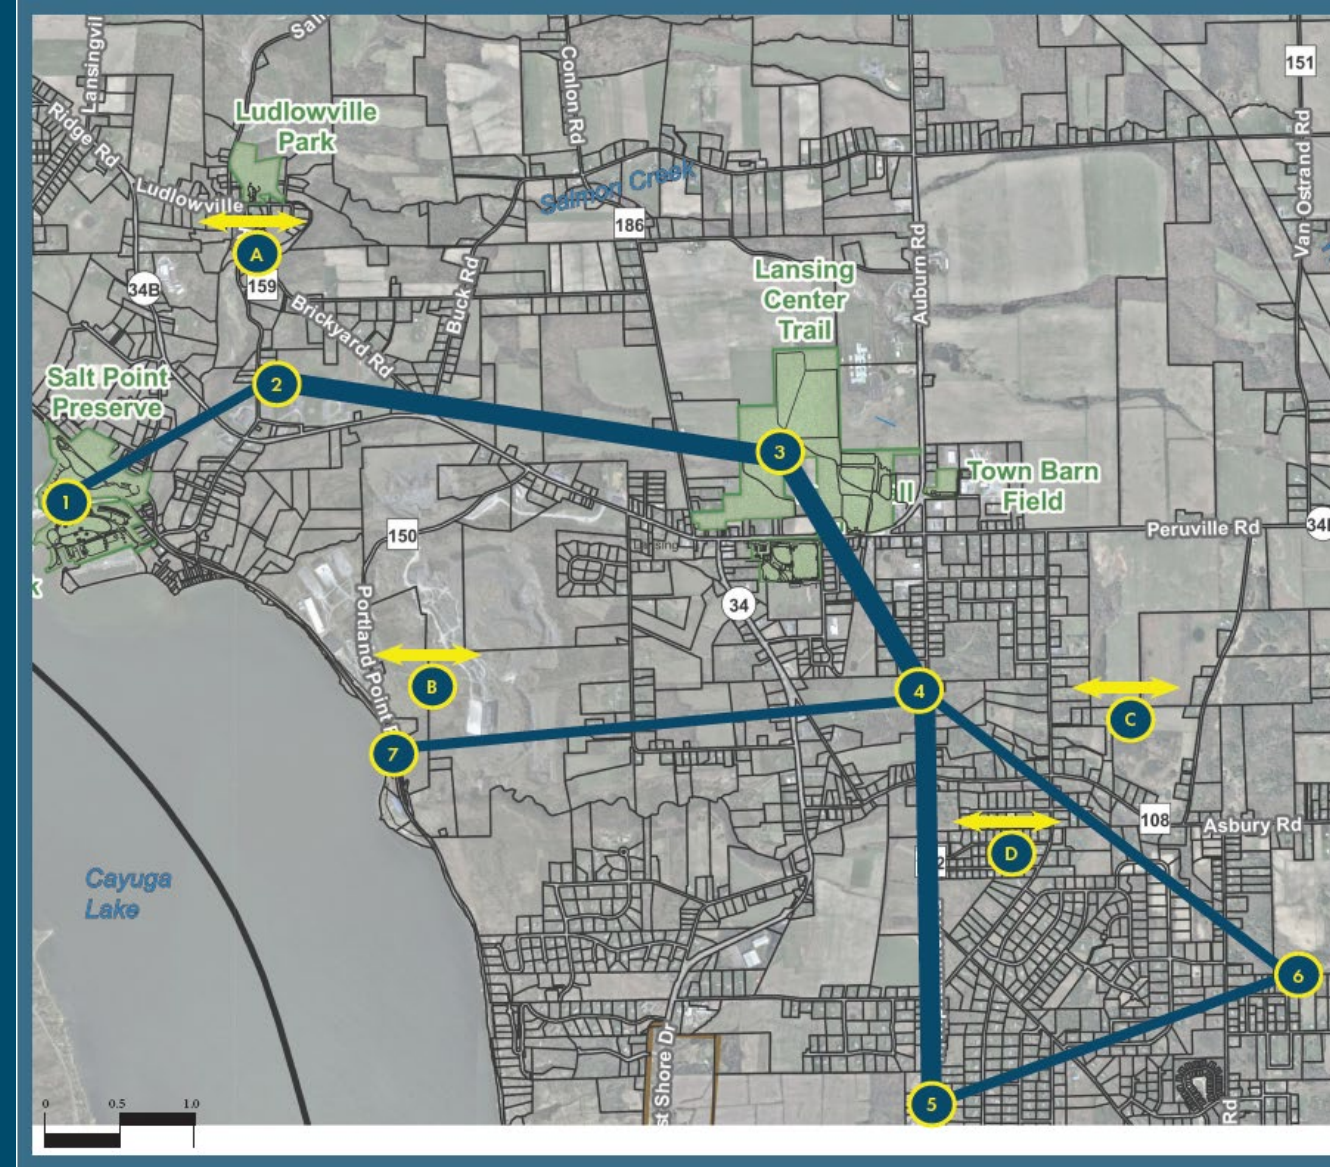 Lansingvil
Conlon Rd
151
Ridge Rd
Ludlowville
Park
Van Ostrand Rd
Ludlowville
Salmon Creek
186
A
34B
159
Buck Rd
Auburn Rd
Lansing
Center
Trail
Brickyard Rd
Salt Point
Preserve
2
3
1
Town Barn
Field
150
Peruville Rd
34
B
4
C
7
108
Asbury Rd
D
Cayuga
Lake
6
5
st Shore Dr
Rd
0 0.5 1.0